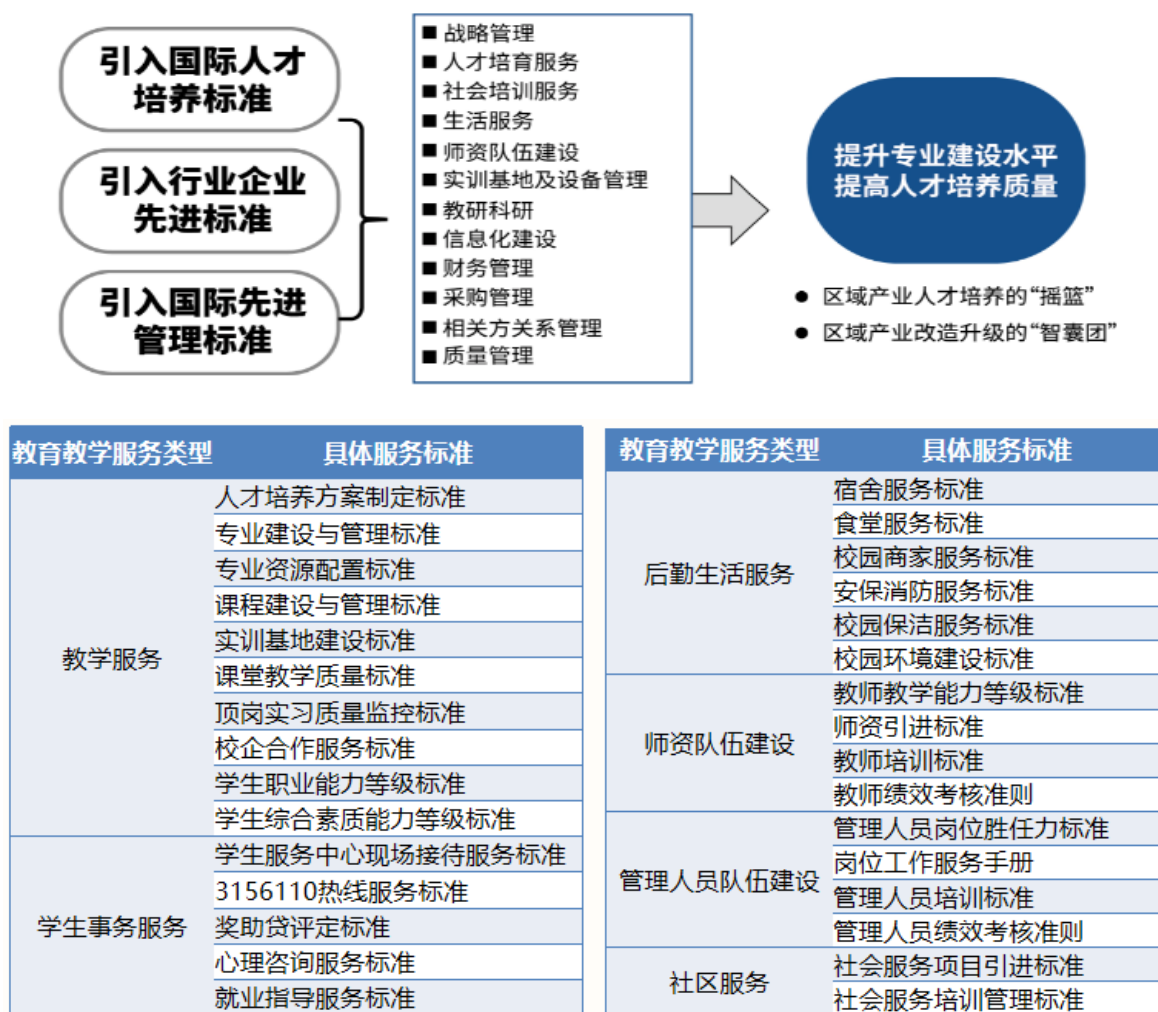 引入国际人才
培养标准
引入行业企业
先进标准
引入国际先进
管理标准
■ 战略管理
■ 人才培育服务
■ 社会培训服务
■ 生活服务
■ 师资队伍建设
■ 实训基地及设备管理
■ 教研科研
■ 信息化建设
■ 财务管理
■ 采购管理
■ 相关方关系管理
■ 质量管理
提升专业建设水平
提高人才培养质量
● 区域产业人才培养的“摇篮”
● 区域产业改造升级的“智囊团”
教育教学服务类型 具体服务标准
教学服务
人才培养方案制定标准
专业建设与管理标准
专业资源配置标准
课程建设与管理标准
实训基地建设标准
课堂教学质量标准
顶岗实习质量监控标准
校企合作服务标准
学生职业能力等级标准
学生综合素质能力等级标准
学生事务服务
学生服务中心现场接待服务标准
3156110热线服务标准
奖助贷评定标准
心理咨询服务标准
就业指导服务标准
教育教学服务类型 具体服务标准
后勤生活服务
宿舍服务标准
食堂服务标准
校园商家服务标准
安保消防服务标准
校园保洁服务标准
校园环境建设标准
师资队伍建设
教师教学能力等级标准
师资引进标准
教师培训标准
教师绩效考核准则
管理人员队伍建设
管理人员岗位胜任力标准
岗位工作服务手册
管理人员培训标准
管理人员绩效考核准则
社区服务
社会服务项目引进标准
社会服务培训管理标准